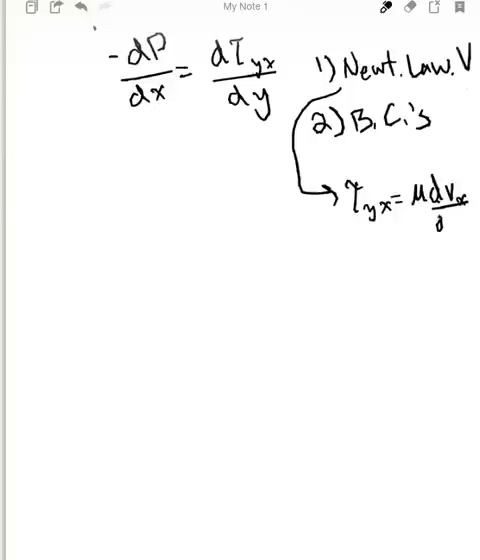 My Note 1
-dP/dx = dτyx/dy
1) Newt. Law. V
2) B.C.'s
τyx = μ dvx/d